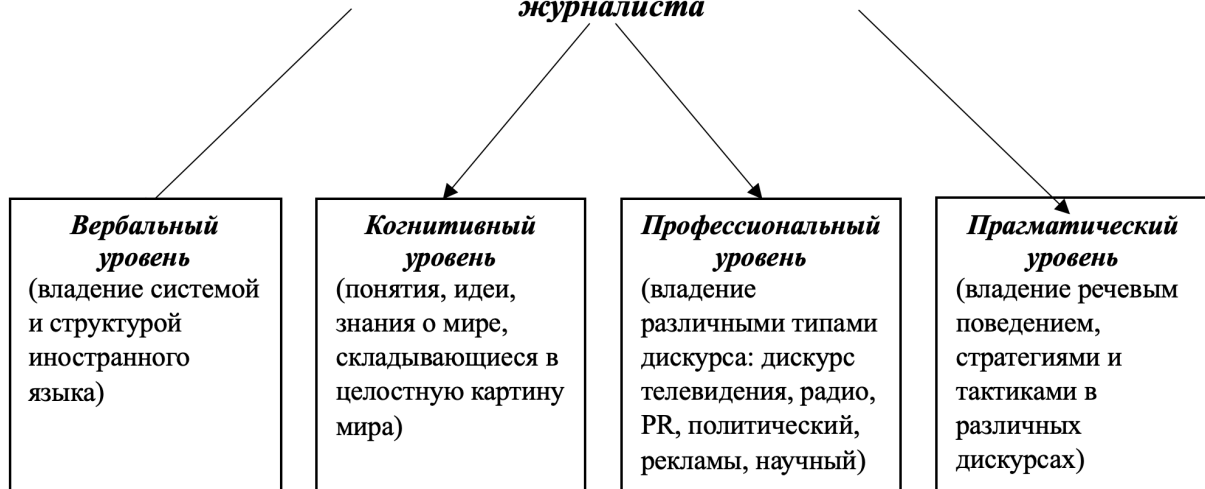 журналиста
Вербальный
уровень
(владение системой
и структурой
иностранного
языка)
Когнитивный
уровень
(понятия, идеи,
знания о мире,
складывающиеся в
целостную картину
мира)
Профессиональный
уровень
(владение
различными типами
дискурса: дискурс
телевидения, радио,
PR, политический,
рекламы, научный)
Прагматический
уровень
(владение речевым
поведением,
стратегиями и
тактиками в
различных
дискурсах)